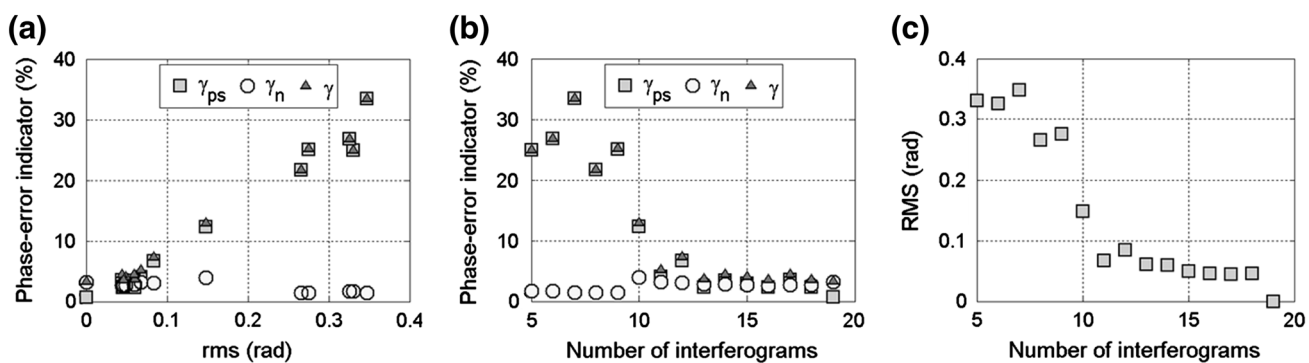 (a)
Phase-error indicator (%)
40
30
20
10
0
γps γn γ
0 0.1 0.2 0.3 0.4
rms (rad)
(b)
Phase-error indicator (%)
40
30
20
10
0
γps γn γ
5 10 15 20
Number of interferograms
(c)
RMS (rad)
0.4
0.3
0.2
0.1
0
5 10 15 20
Number of interferograms